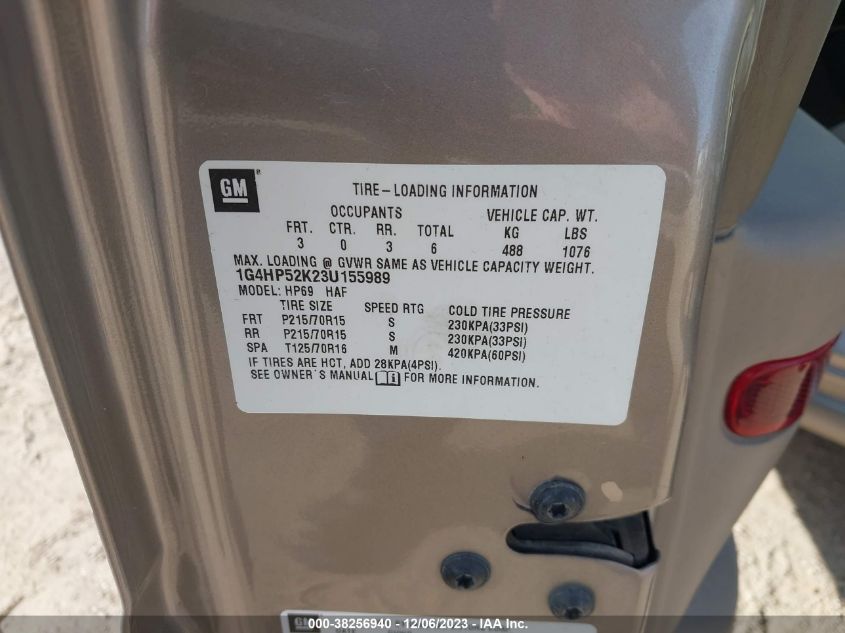 GM
TIRE-LOADING INFORMATION
OCCUPANTS VEHICLE CAP. WT.
FRT. CTR. RR. TOTAL KG LBS
3 0 3 6 488 1076
MAX. LOADING @ GVWR SAME AS VEHICLE CAPACITY WEIGHT.
1G4HP52K23U155989
MODEL: HP69 HAF
TIRE SIZE SPEED RTG COLD TIRE PRESSURE
FRT P215/70R15 S 230KPA(33PSI)
RR P215/70R15 S 230KPA(33PSI)
SPA T125/70R16 M 420KPA(60PSI)
IF TIRES ARE HOT, ADD 28KPA(4PSI).
SEE OWNER'S MANUAL FOR MORE INFORMATION.
GM
000-38256940 - 12/06/2023 - IAA Inc.